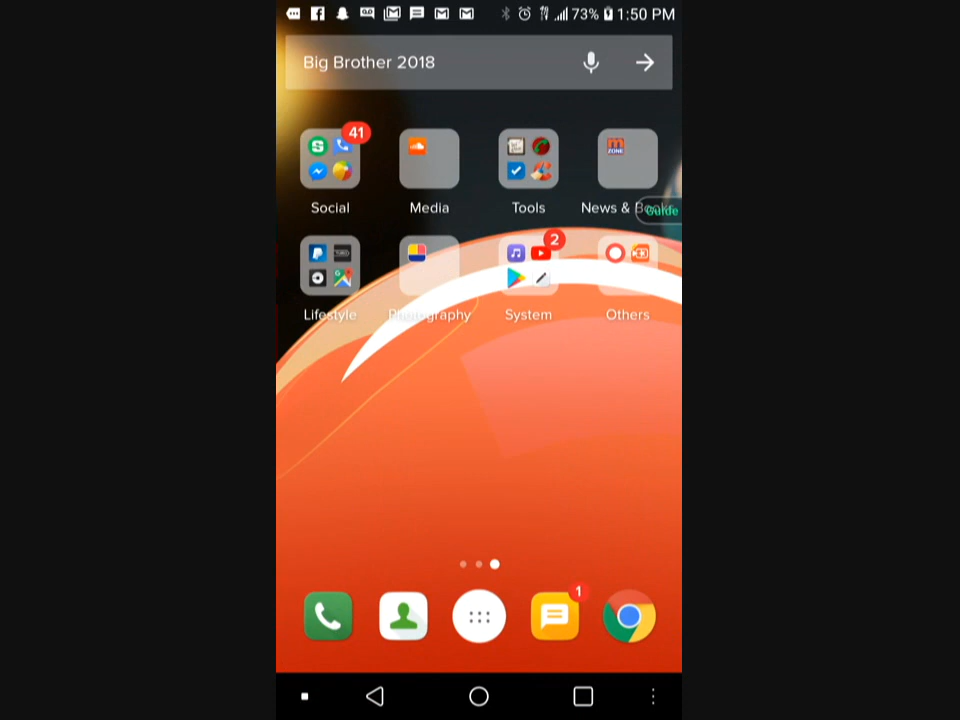 73% 1:50 PM
Big Brother 2018
41
Social Media Tools News & Books
Guide
2
Lifestyle Photography System Others
1